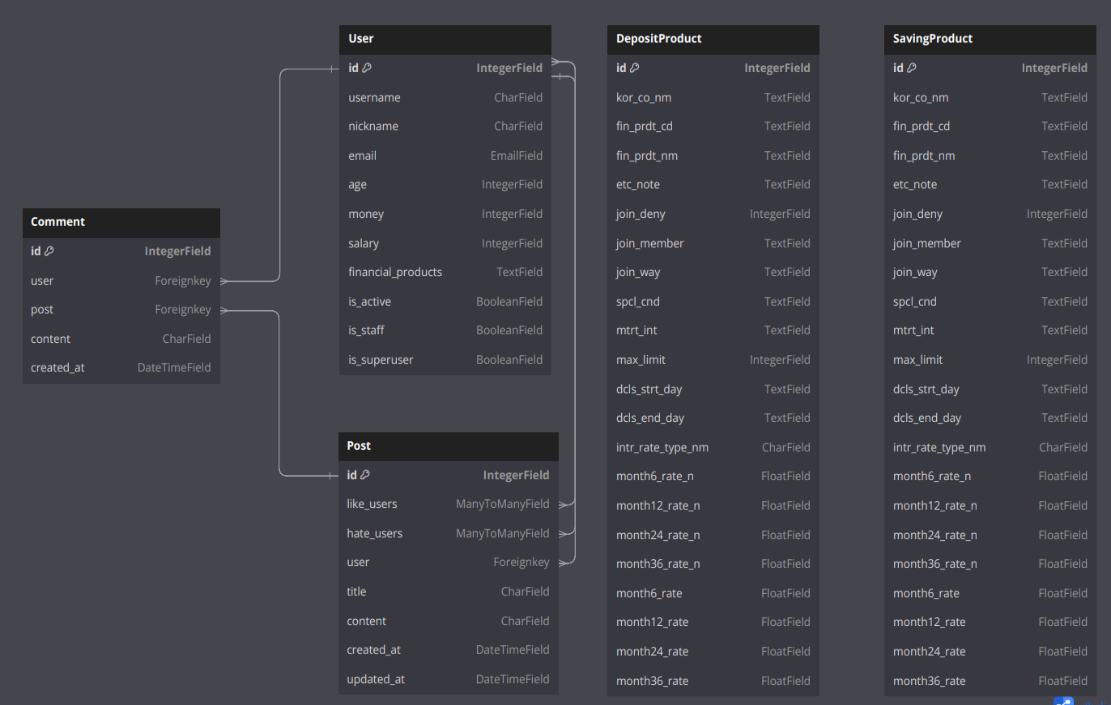 User
id IntegerField
username CharField
nickname CharField
email EmailField
age IntegerField
money IntegerField
salary IntegerField
financial_products TextField
is_active BooleanField
is_staff BooleanField
is_superuser BooleanField
Comment
id IntegerField
user Foreignkey
post Foreignkey
content CharField
created_at DateTimeField
Post
id IntegerField
like_users ManyToManyField
hate_users ManyToManyField
user Foreignkey
title CharField
content CharField
created_at DateTimeField
updated_at DateTimeField
DepositProduct
id IntegerField
kor_co_nm TextField
fin_prdt_cd TextField
fin_prdt_nm TextField
etc_note TextField
join_deny IntegerField
join_member TextField
join_way TextField
spcl_cnd TextField
mtrt_int TextField
max_limit IntegerField
dcls_strt_day TextField
dcls_end_day TextField
intr_rate_type_nm CharField
month6_rate_n FloatField
month12_rate_n FloatField
month24_rate_n FloatField
month36_rate_n FloatField
month6_rate FloatField
month12_rate FloatField
month24_rate FloatField
month36_rate FloatField
SavingProduct
id IntegerField
kor_co_nm TextField
fin_prdt_cd TextField
fin_prdt_nm TextField
etc_note TextField
join_deny IntegerField
join_member TextField
join_way TextField
spcl_cnd TextField
mtrt_int TextField
max_limit IntegerField
dcls_strt_day TextField
dcls_end_day TextField
intr_rate_type_nm CharField
month6_rate_n FloatField
month12_rate_n FloatField
month24_rate_n FloatField
month36_rate_n FloatField
month6_rate FloatField
month12_rate FloatField
month24_rate FloatField
month36_rate FloatField